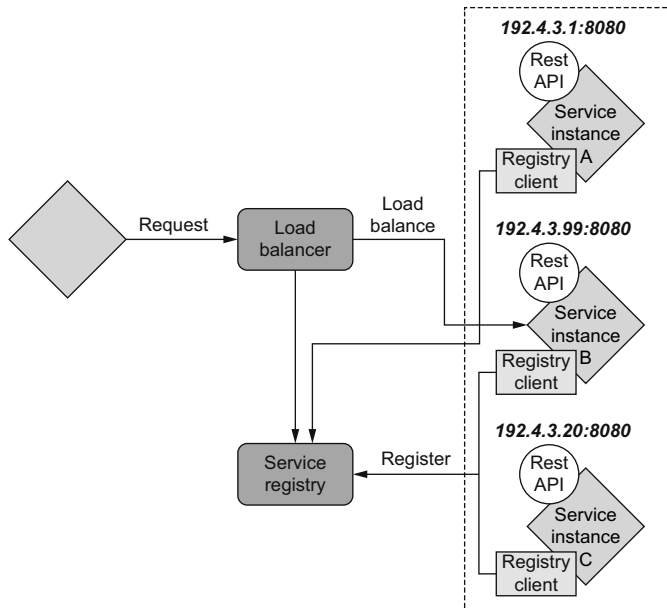 192.4.3.1:8080
Rest
API
Service
instance
A
Registry
client
Request
Load
balancer
Load
balance
192.4.3.99:8080
Rest
API
Service
instance
B
Registry
client
192.4.3.20:8080
Service
registry
Register
Rest
API
Service
instance
C
Registry
client